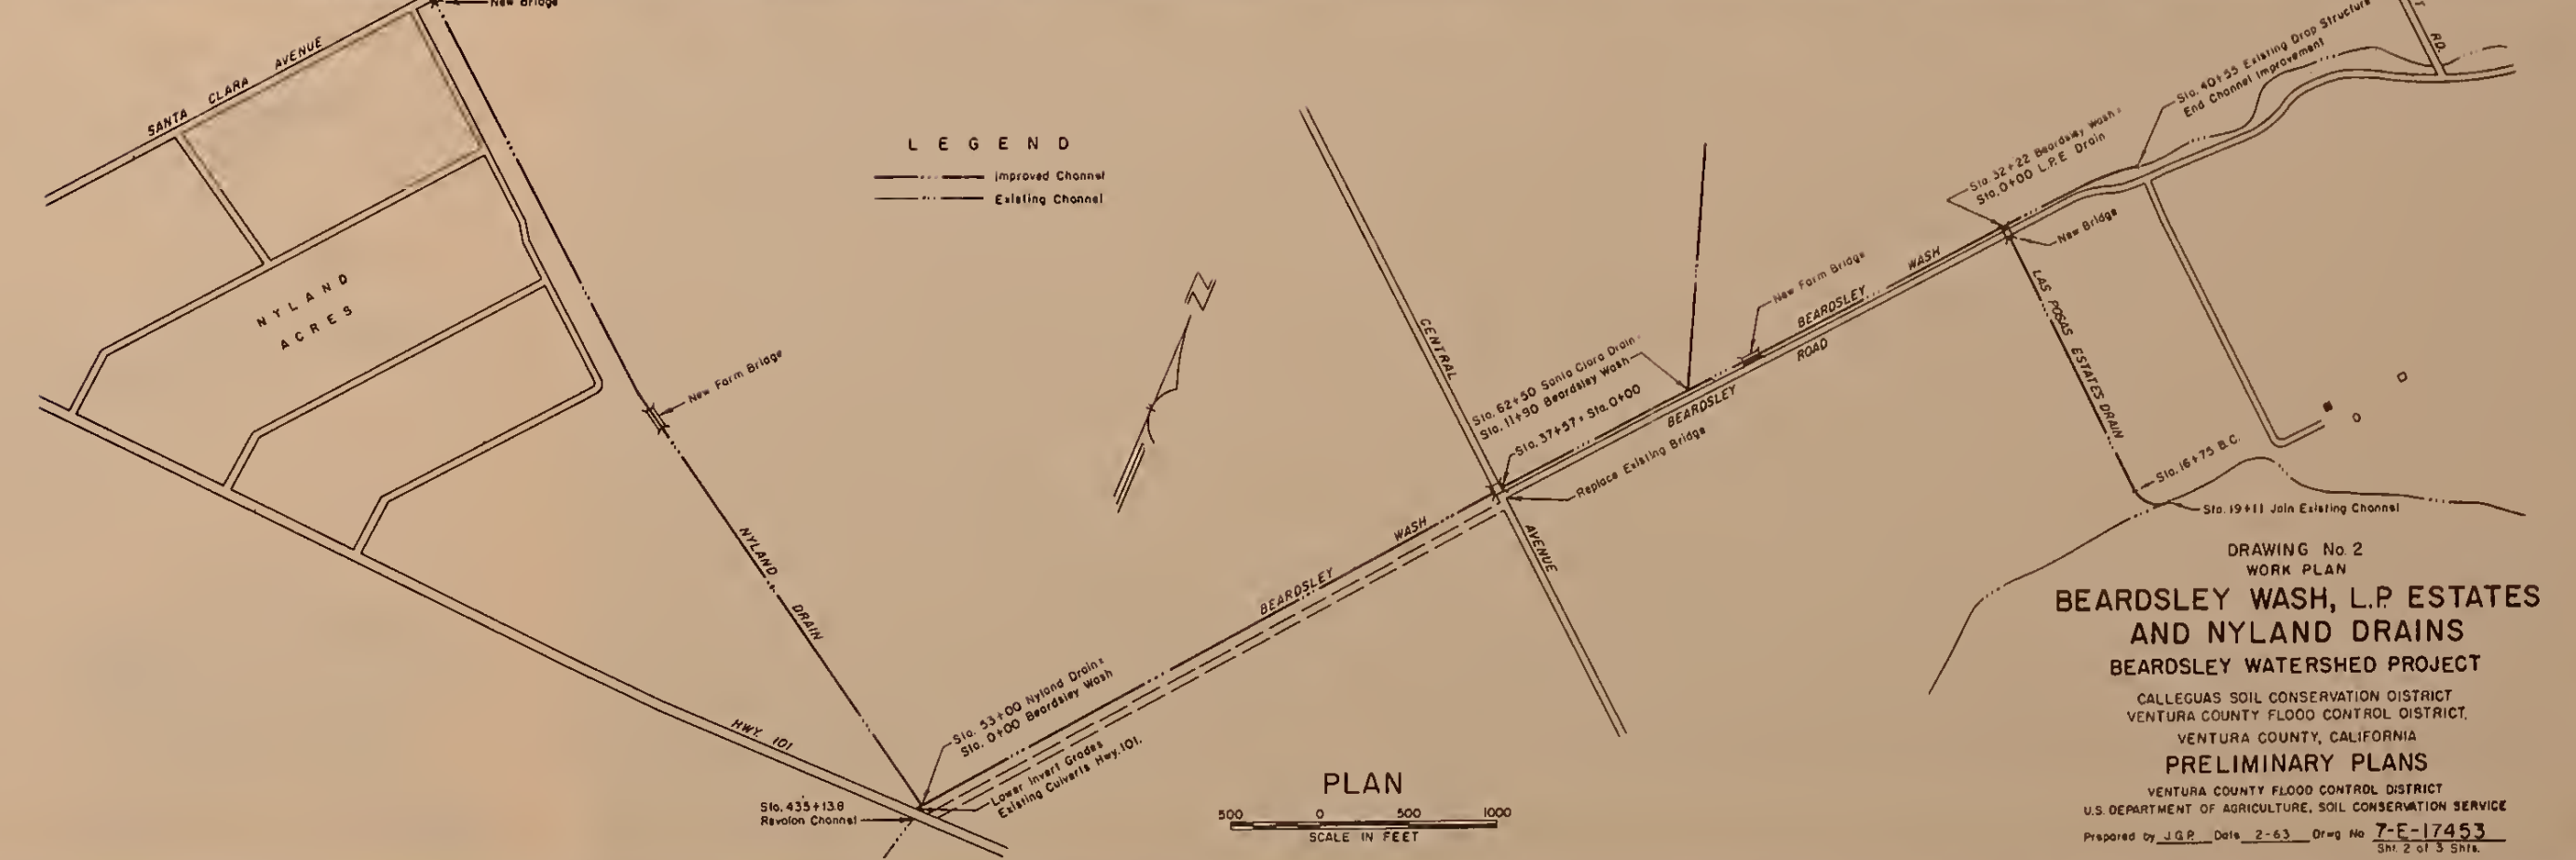 New Bridge
SANTA CLARA AVENUE
NYLAND
ACRES
LEGEND
Improved Channel
Existing Channel
N
New Farm Bridge
NYLAND DRAIN
HWY. 101
Sta. 435+13.8
Revolon Channel
Sta. 53+00 Nyland Drain =
Sta. 0+00 Beardsley Wash
Lower Invert Grades
Existing Culverts Hwy. 101.
BEARDSLEY WASH
CENTRAL AVENUE
Sta. 62+50 Santa Clara Drain =
Sta. 11+90 Beardsley Wash
Sta. 37+57 = Sta. 0+00
Replace Existing Bridge
BEARDSLEY ROAD
New Farm Bridge
BEARDSLEY WASH
Sta. 32+22 Beardsley Wash =
Sta. 0+00 L.P.E Drain
New Bridge
Sta. 40+55 Existing Drop Structure
End Channel Improvement
RD.
LAS POSAS ESTATES DRAIN
Sta. 16+75 B.C.
Sta. 19+11 Join Existing Channel
PLAN
500 0 500 1000
SCALE IN FEET
DRAWING No. 2
WORK PLAN
BEARDSLEY WASH, L.P. ESTATES
AND NYLAND DRAINS
BEARDSLEY WATERSHED PROJECT
CALLEGUAS SOIL CONSERVATION DISTRICT
VENTURA COUNTY FLOOD CONTROL DISTRICT.
VENTURA COUNTY, CALIFORNIA
PRELIMINARY PLANS
VENTURA COUNTY FLOOD CONTROL DISTRICT
U.S. DEPARTMENT OF AGRICULTURE, SOIL CONSERVATION SERVICE
Prepared by J.G.P. Date 2-63 Drwg No 7-E-17453
Sht. 2 of 3 Shts.